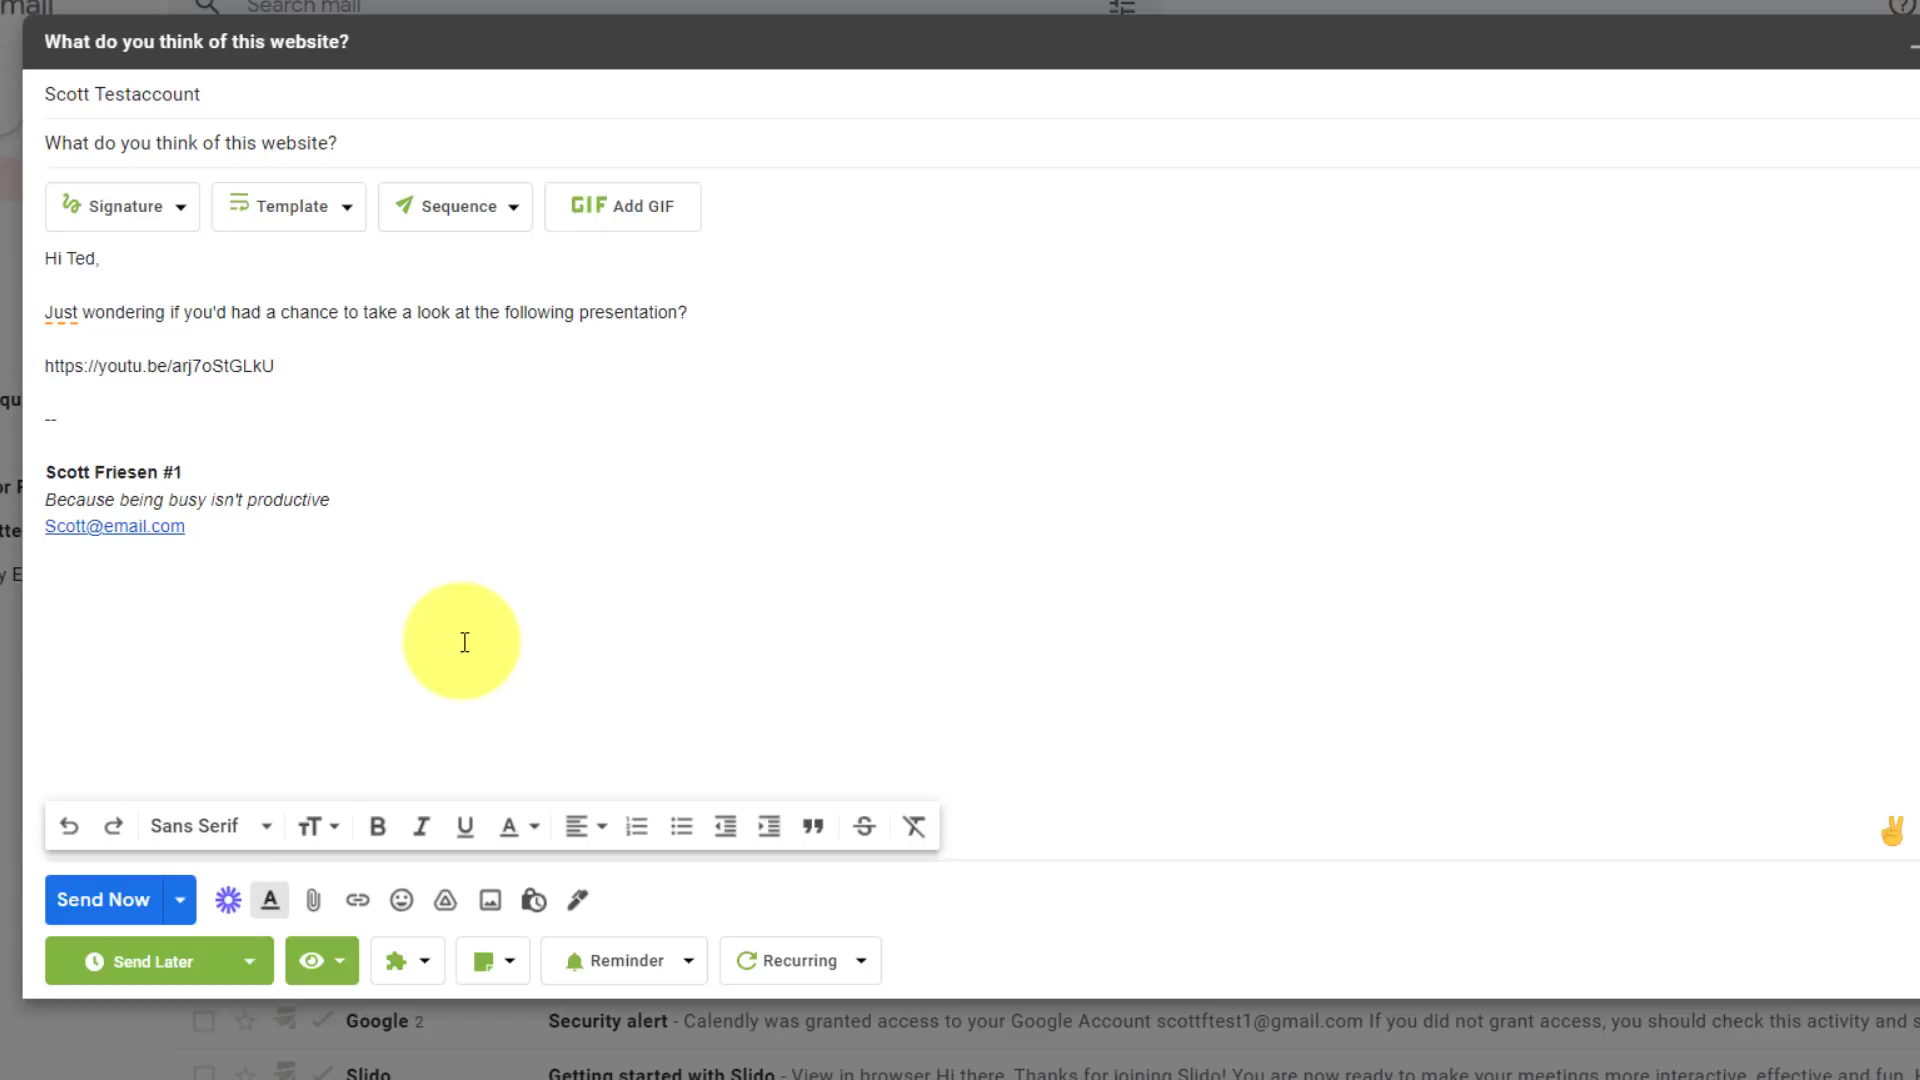 mail
Search mail
What do you think of this website?
Scott Testaccount
What do you think of this website?
Signature
Template
Sequence
GIF Add GIF
Hi Ted,
Just wondering if you'd had a chance to take a look at the following presentation?
https://youtu.be/arj7oStGLkU
--
Scott Friesen #1
Because being busy isn't productive
Scott@email.com
Sans Serif
Send Now
Send Later
Reminder
Recurring
Google 2
Security alert - Calendly was granted access to your Google Account scottftest1@gmail.com If you did not grant access, you should check this activity and s
Slido
Getting started with Slido - View in browser Hi there, Thanks for joining Slido! You are now ready to make your meetings more interactive, effective and fun.